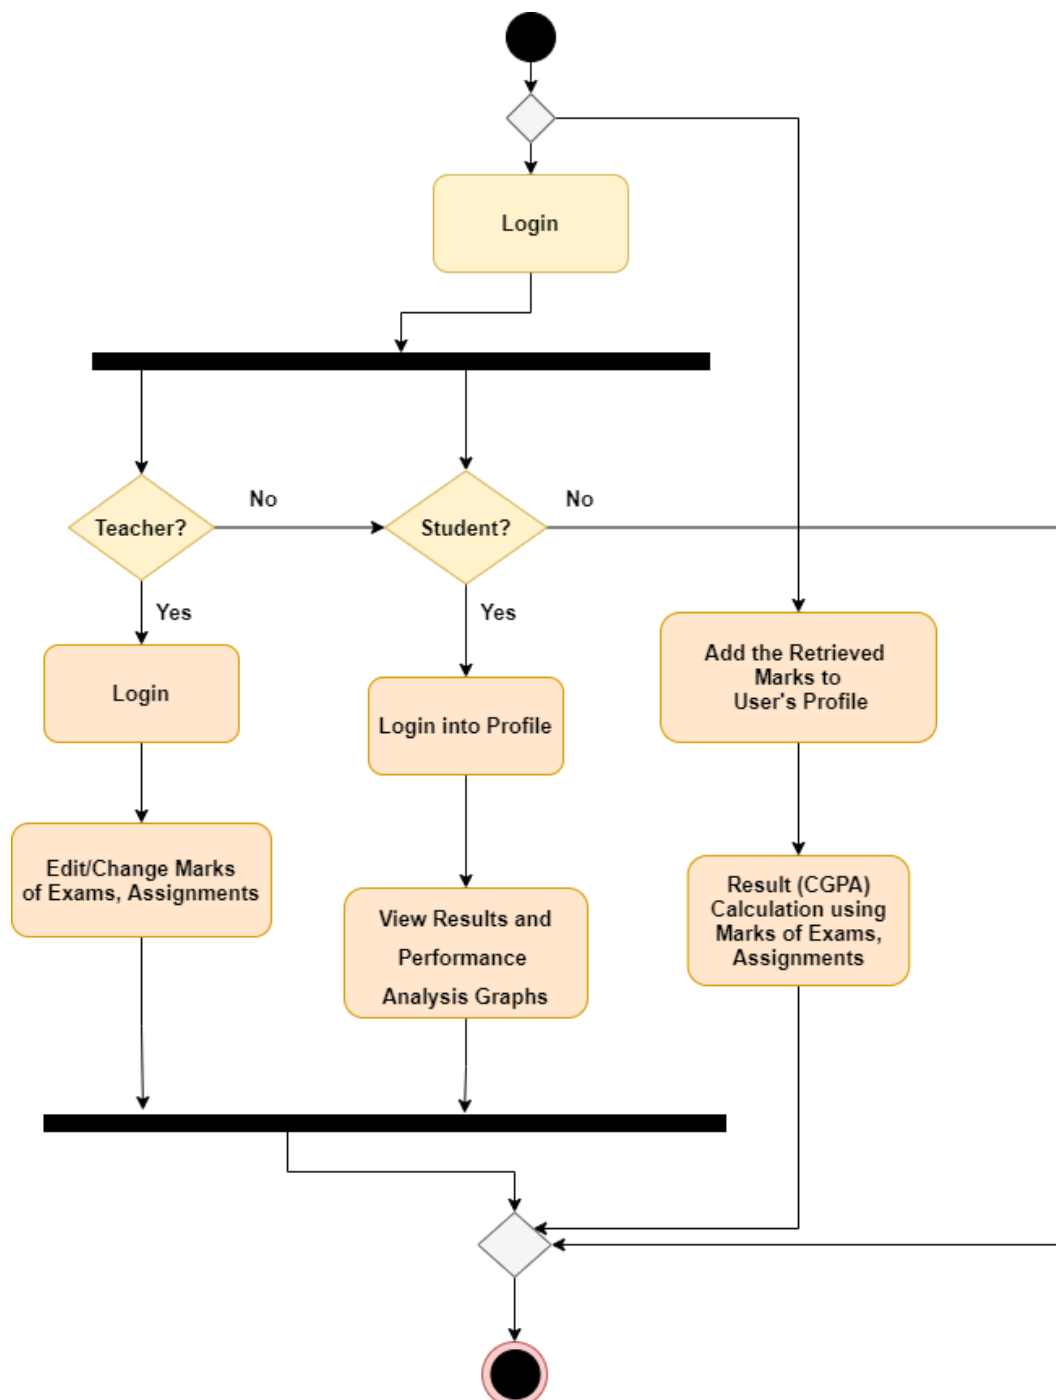 Login
No
No
Teacher?
Student?
Yes
Yes
Login
Login into Profile
Add the Retrieved
Marks to
User's Profile
Edit/Change Marks
of Exams, Assignments
View Results and
Performance
Analysis Graphs
Result (CGPA)
Calculation using
Marks of Exams,
Assignments